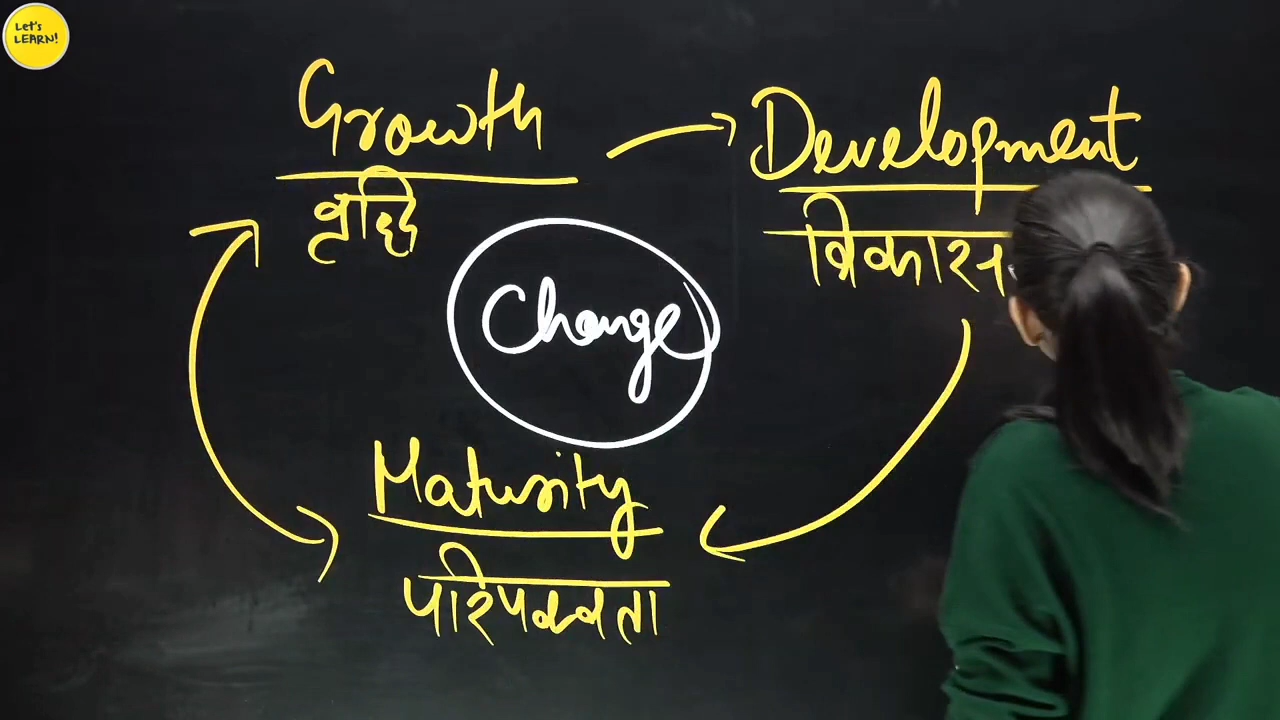 Let's
LEARN!
Growth
वृद्धि
Development
विकास
Change
Maturity
परिपक्वता